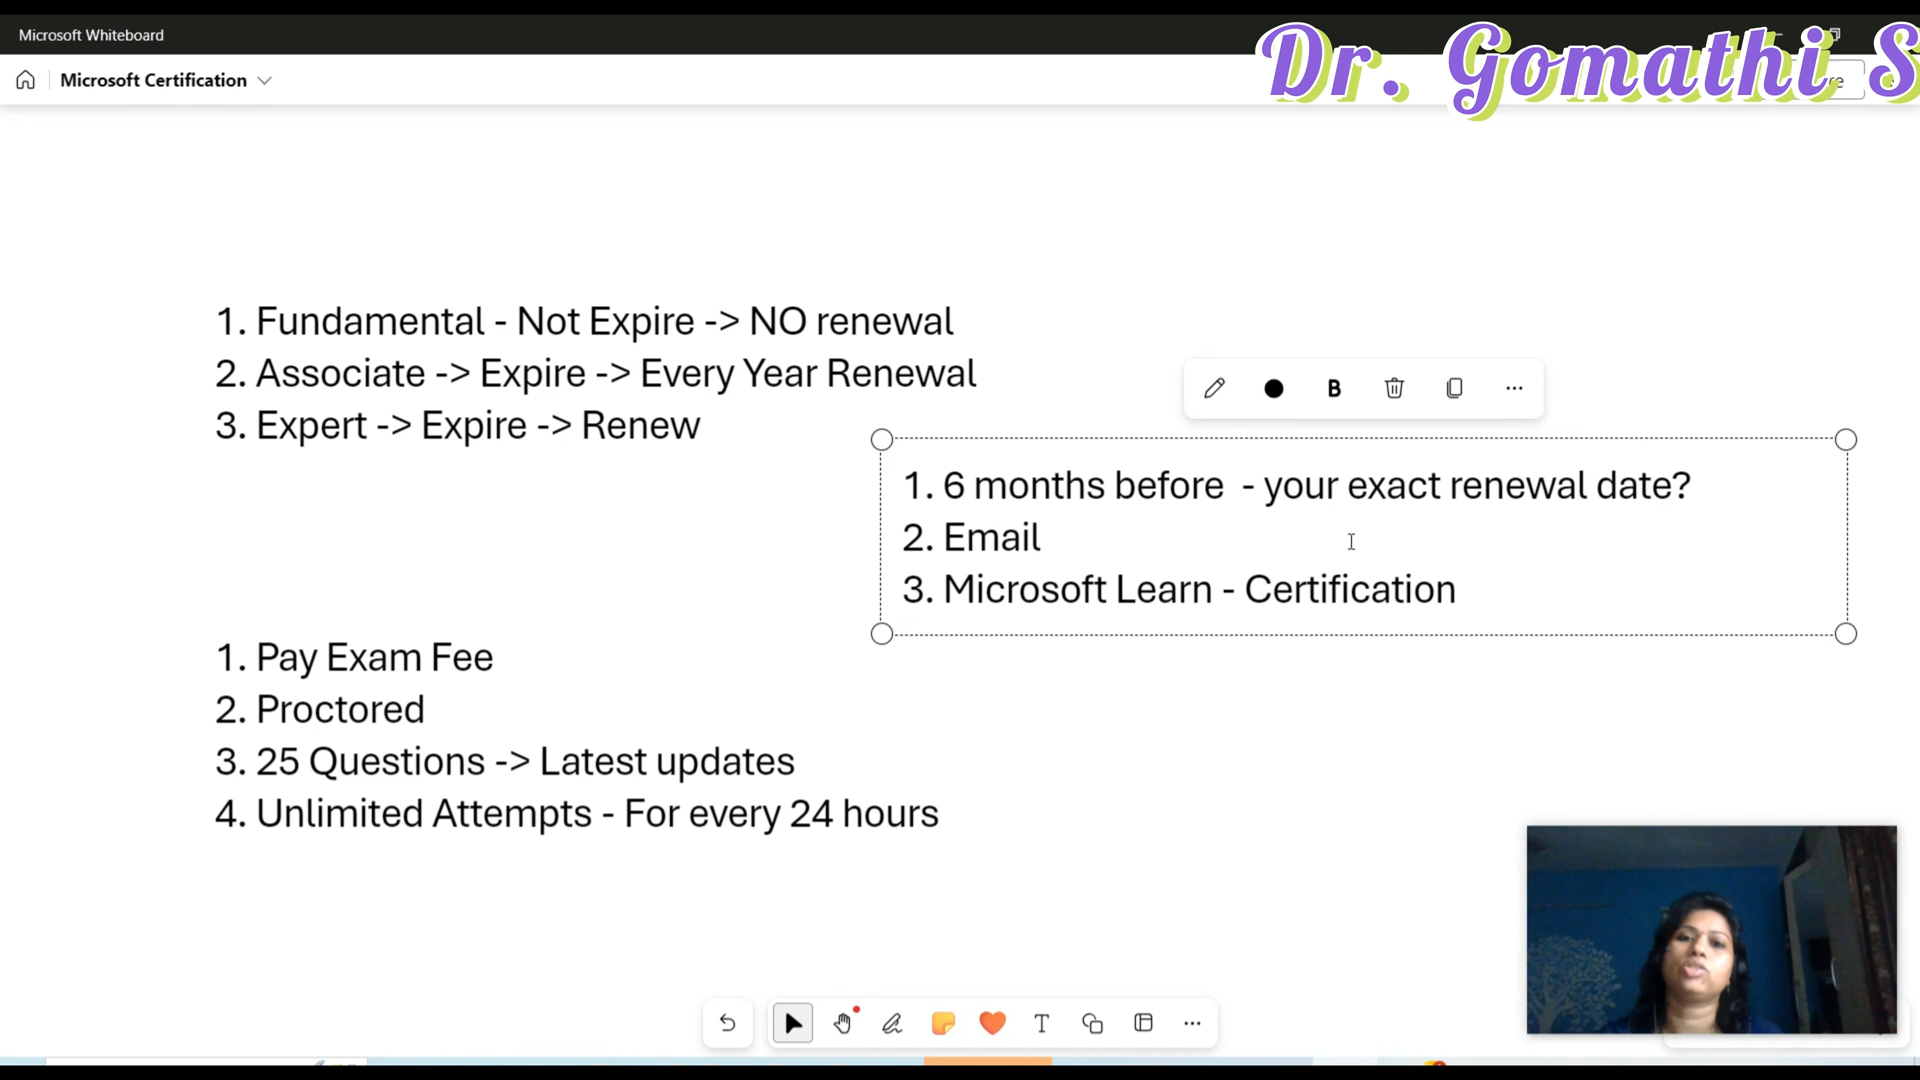 Microsoft Whiteboard
Dr. Gomathi S
Microsoft Certification
1. Fundamental - Not Expire -> NO renewal
2. Associate -> Expire -> Every Year Renewal
3. Expert -> Expire -> Renew
B
1. 6 months before  - your exact renewal date?
2. Email
3. Microsoft Learn - Certification
1. Pay Exam Fee
2. Proctored
3. 25 Questions -> Latest updates
4. Unlimited Attempts - For every 24 hours